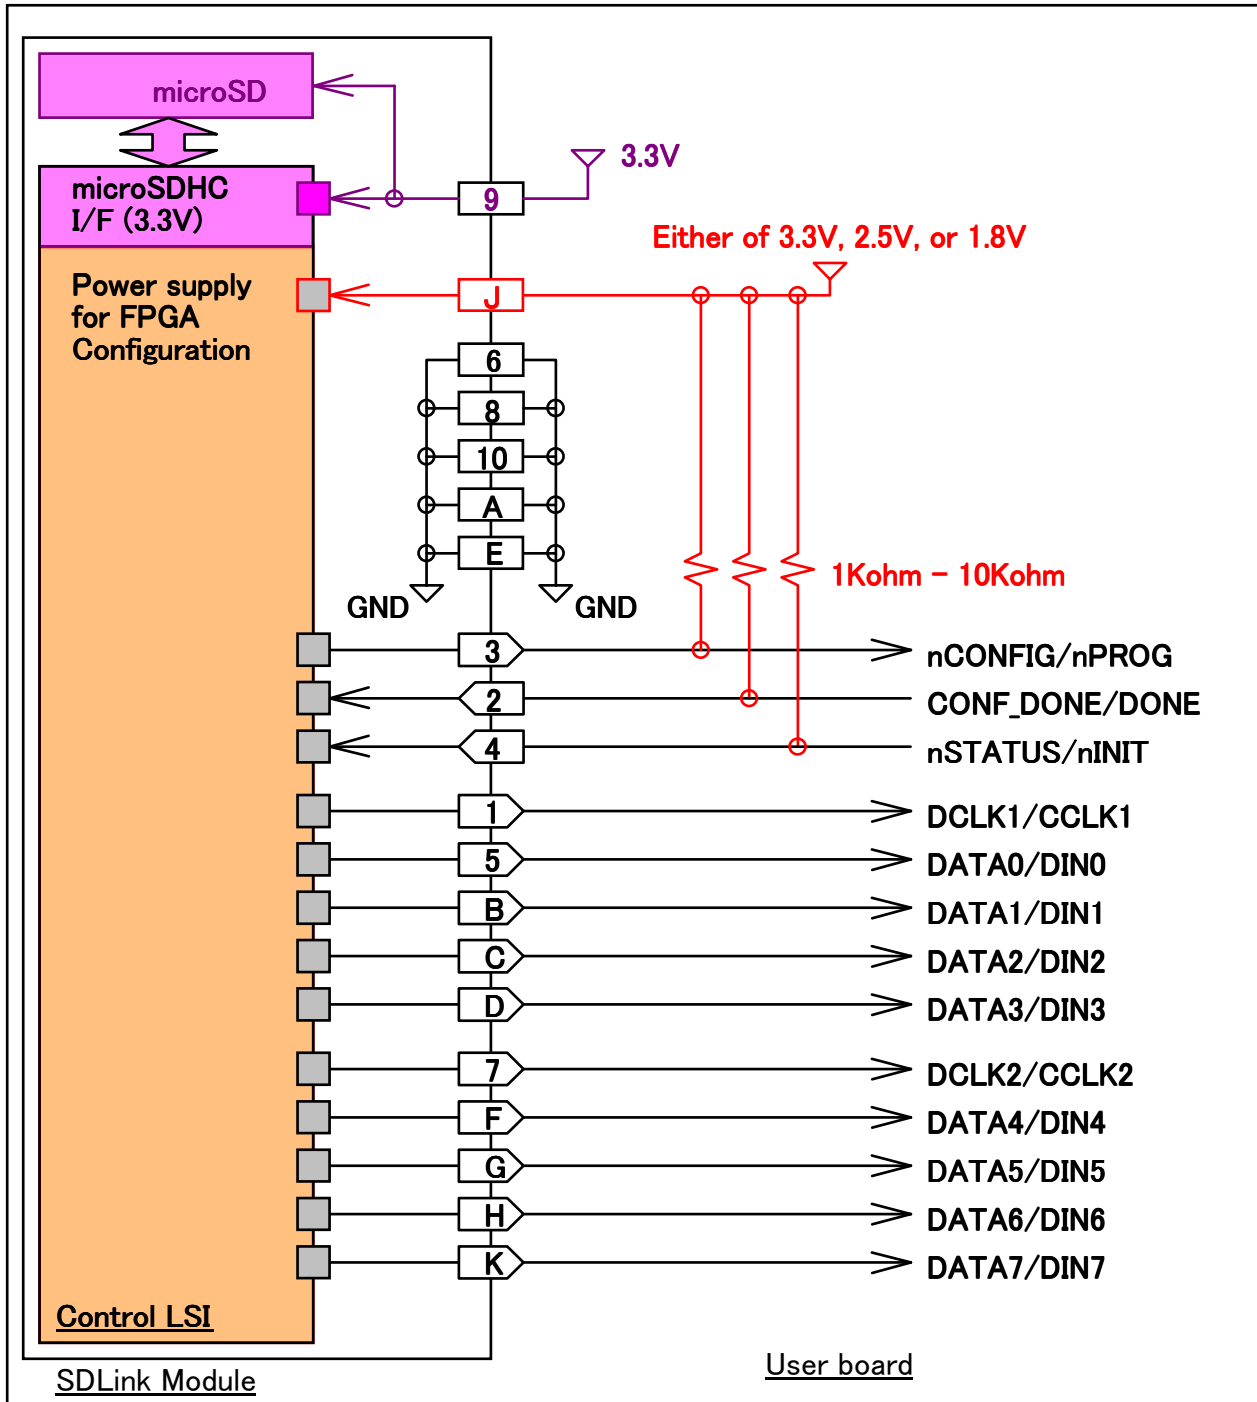 microSD
3.3V
microSDHC
I/F (3.3V)
9
Either of 3.3V, 2.5V, or 1.8V
Power supply
for FPGA
Configuration
J
6
8
10
A
E
1Kohm - 10Kohm
GND
GND
3
nCONFIG/nPROG
2
CONF_DONE/DONE
4
nSTATUS/nINIT
1
DCLK1/CCLK1
5
DATA0/DIN0
B
DATA1/DIN1
C
DATA2/DIN2
D
DATA3/DIN3
7
DCLK2/CCLK2
F
DATA4/DIN4
G
DATA5/DIN5
H
DATA6/DIN6
K
DATA7/DIN7
Control LSI
SDLink Module
User board